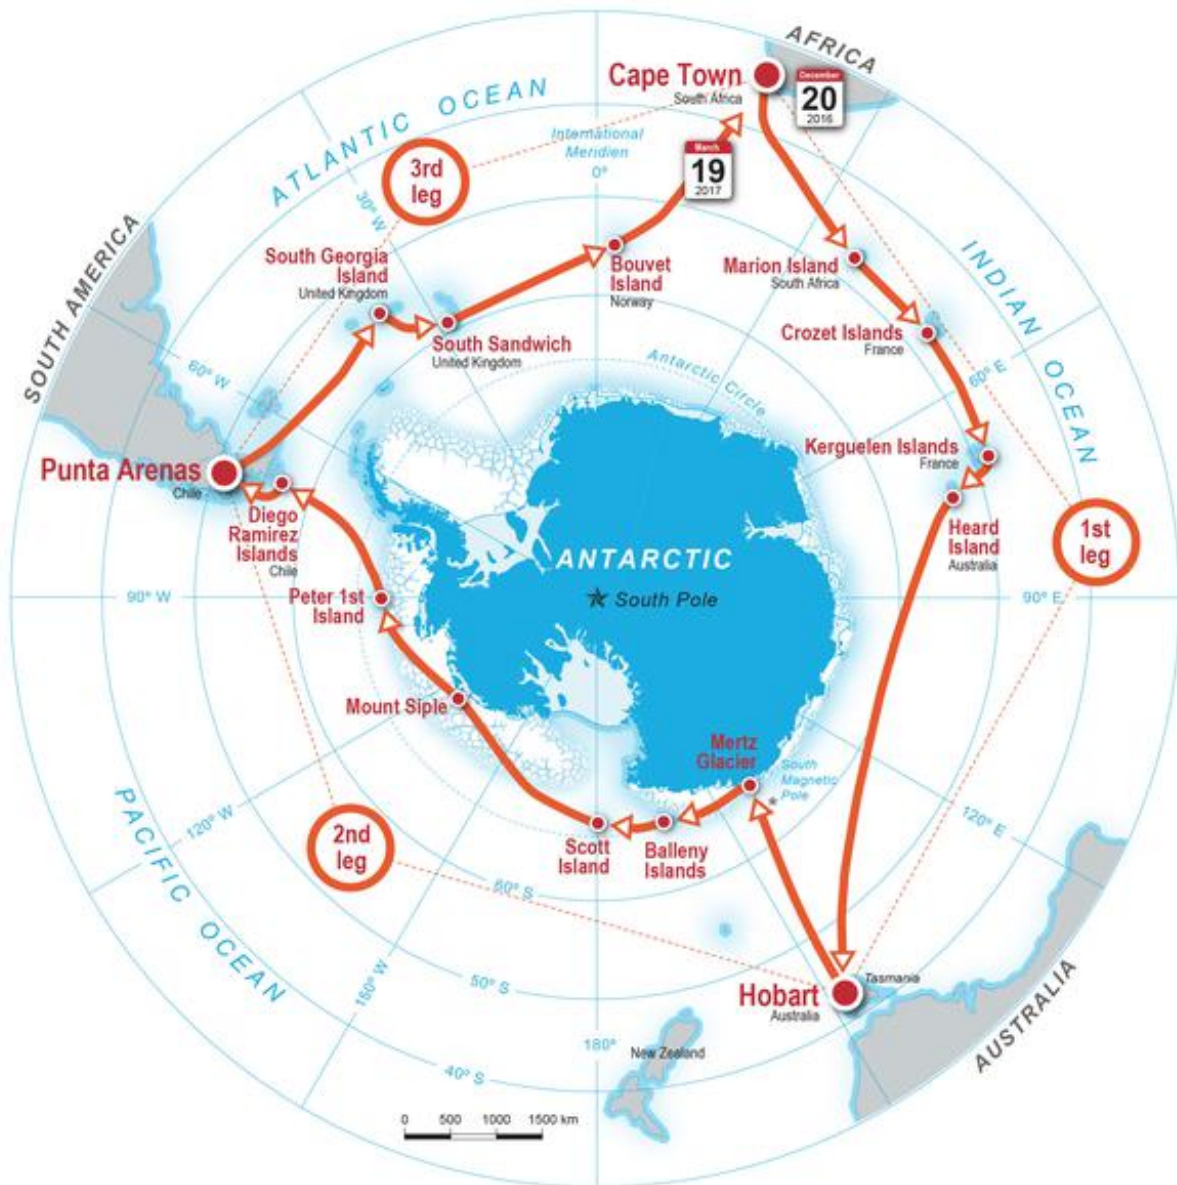 AFRICA
Cape Town
South Africa
December
20
2016
ATLANTIC OCEAN
International
Meridien
0°
March
19
2017
3rd
leg
30° W
SOUTH AMERICA
South Georgia
Island
United Kingdom
Bouvet
Island
Norway
Marion Island
South Africa
INDIAN OCEAN
South Sandwich
United Kingdom
Crozet Islands
France
60° W
Antarctic Circle
60° E
Punta Arenas
Chile
Kerguelen Islands
France
Diego
Ramirez
Islands
Chile
Heard
Island
Australia
1st
leg
ANTARCTIC
South Pole
90° W
Peter 1st
Island
90° E
Mount Siple
Mertz
Glacier
South
Magnetic
Pole
PACIFIC OCEAN
120° W
2nd
leg
Scott
Island
Balleny
Islands
120° E
60° S
150° W
50° S
Hobart
Australia
Tasmania
AUSTRALIA
180°
New Zealand
40° S
0 500 1000 1500 km